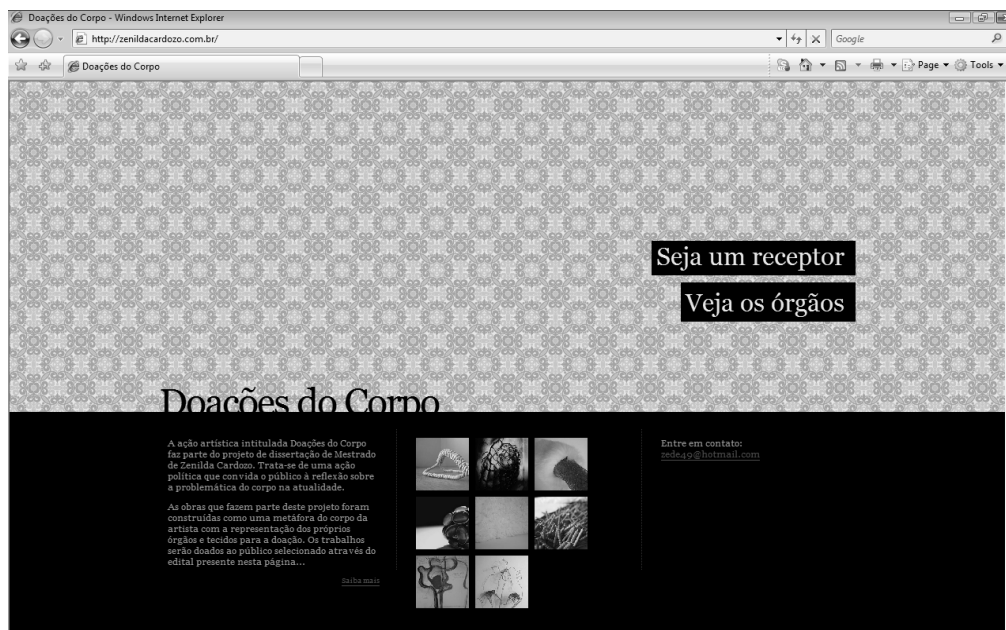 Doações do Corpo - Windows Internet Explorer
http://zenildacardozo.com.br/
Google
Doações do Corpo
Page
Tools
Seja um receptor
Veja os órgãos
Doações do Corpo
A ação artística intitulada Doações do Corpo
faz parte do projeto de dissertação de Mestrado
de Zenilda Cardozo. Trata-se de uma ação
política que convida o público à reflexão sobre
a problemática do corpo na atualidade.
As obras que fazem parte deste projeto foram
construídas como uma metáfora do corpo da
artista com a representação dos próprios
órgãos e tecidos para a doação. Os trabalhos
serão doados ao público selecionado através do
edital presente nesta página...
Saiba mais
Entre em contato:
zede49@hotmail.com